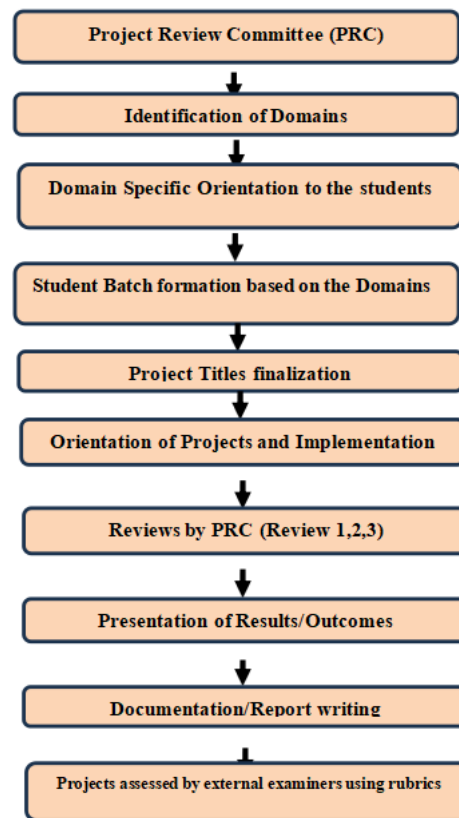 Project Review Committee (PRC)
Identification of Domains
Domain Specific Orientation to the students
Student Batch formation based on the Domains
Project Titles finalization
Orientation of Projects and Implementation
Reviews by PRC (Review 1,2,3)
Presentation of Results/Outcomes
Documentation/Report writing
Projects assessed by external examiners using rubrics